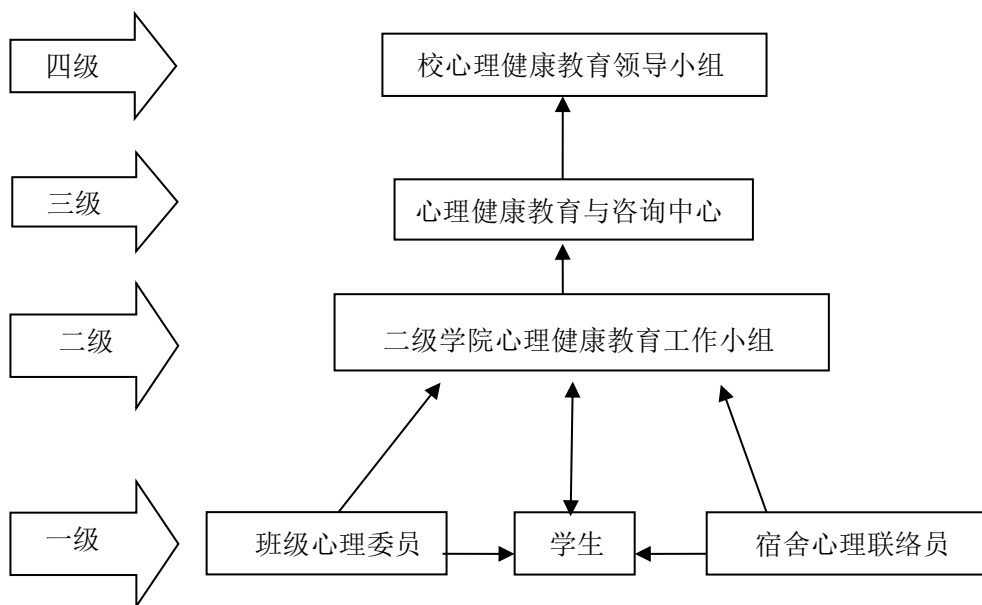 四级
校心理健康教育领导小组
三级
心理健康教育与咨询中心
二级
二级学院心理健康教育工作小组
一级
班级心理委员
学生
宿舍心理联络员